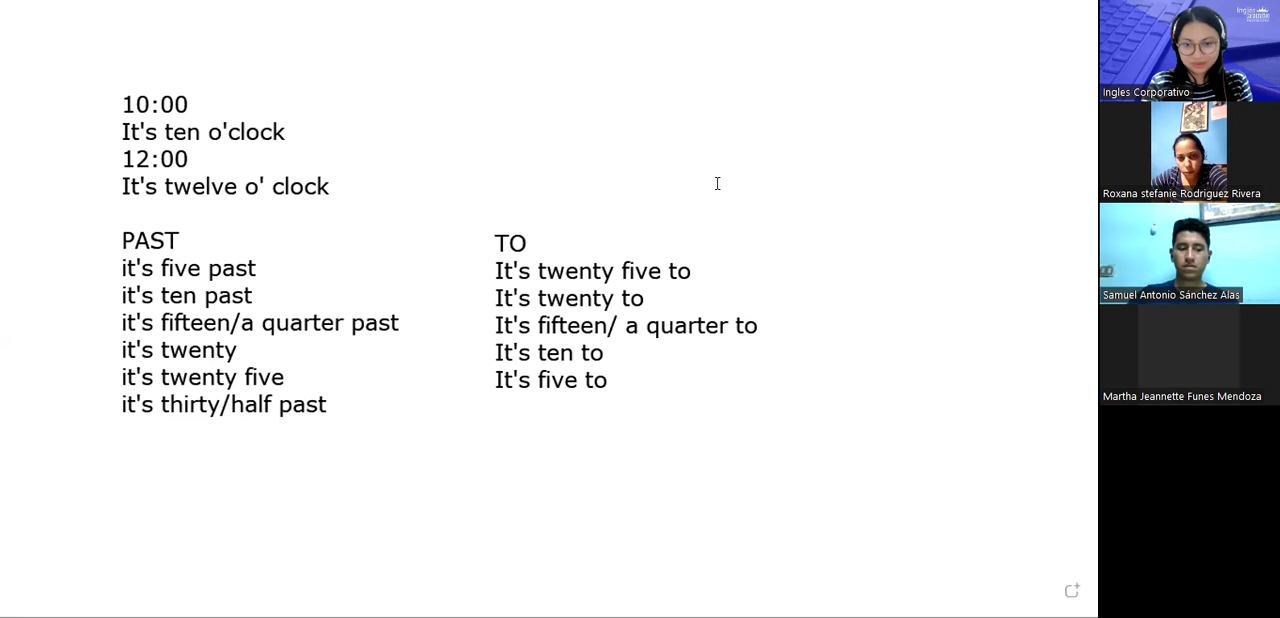 10:00
It's ten o'clock
12:00
It's twelve o' clock
PAST
it's five past
it's ten past
it's fifteen/a quarter past
it's twenty
it's twenty five
it's thirty/half past
TO
It's twenty five to
It's twenty to
It's fifteen/ a quarter to
It's ten to
It's five to
Ingles
Ingles Corporativo
Roxana stefanie Rodriguez Rivera
Samuel Antonio Sánchez Alas
Martha Jeannette Funes Mendoza